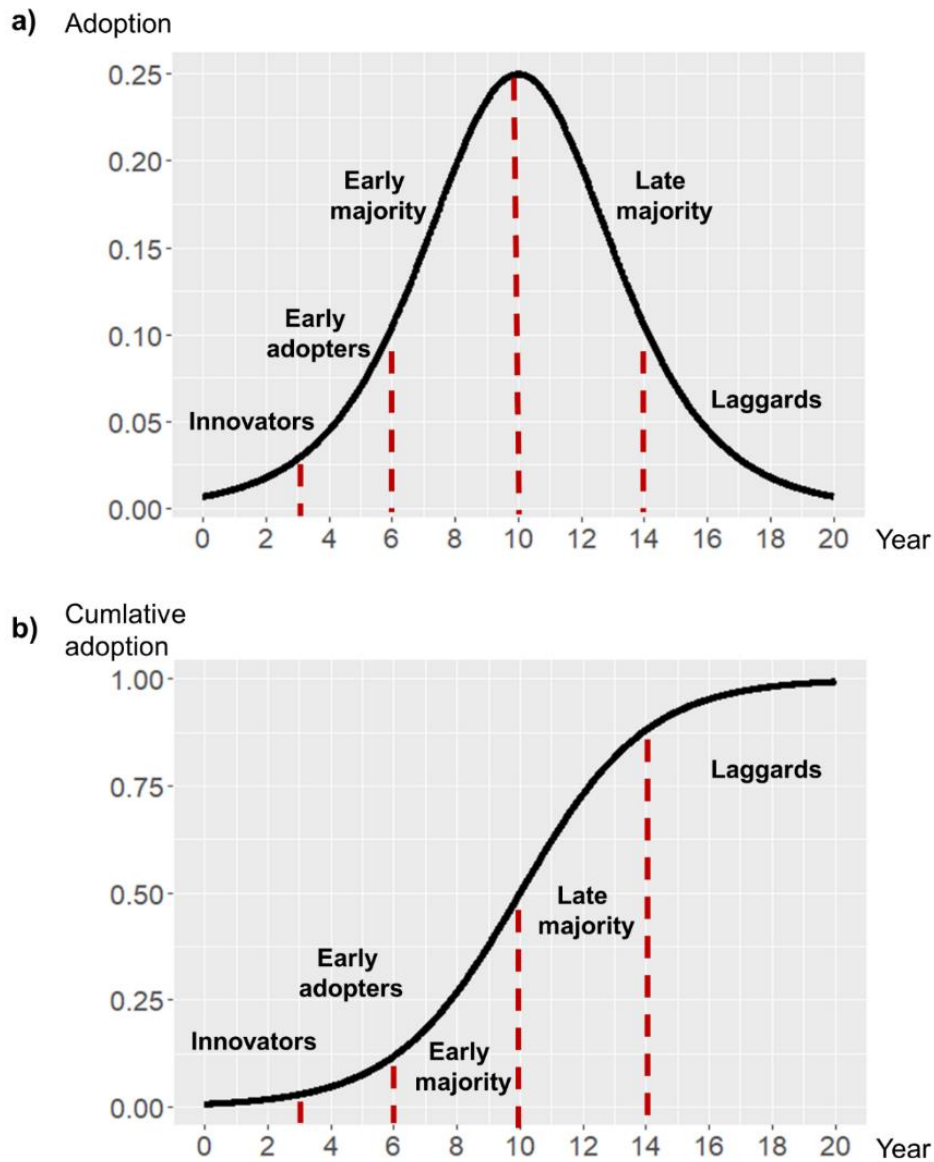 a) Adoption
0.25
0.20
0.15
0.10
0.05
0.00
Early
majority
Late
majority
Early
adopters
Innovators
Laggards
0 2 4 6 8 10 12 14 16 18 20 Year
b) Cumlative
adoption
1.00
0.75
0.50
0.25
0.00
Laggards
Late
majority
Early
adopters
Innovators
Early
majority
0 2 4 6 8 10 12 14 16 18 20 Year